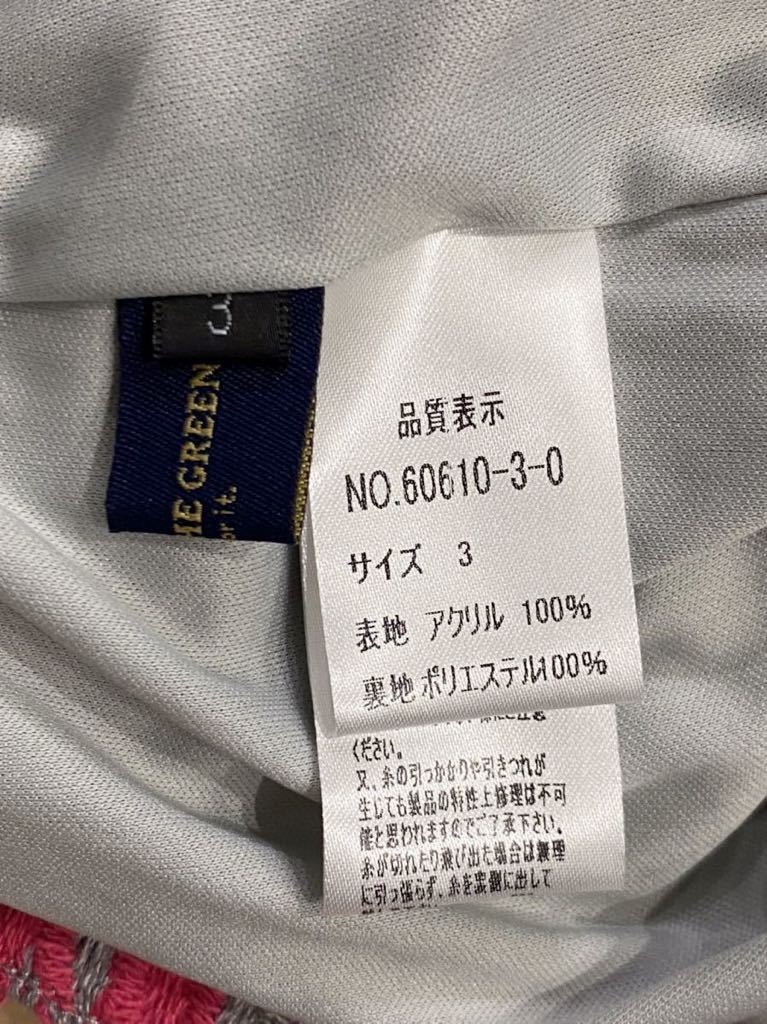 3
THE GREEN
or it.
品質表示
NO.60610-3-0
サイズ 3
表地 アクリル 100%
裏地 ポリエステル100%
ください。
又、糸の引っかかりや引きつれが
生じても製品の特性上修理は不可
能と思われますのでご了承下さい。
糸が切れたり飛び出た場合は無理
に引っ張らず、糸を裏側に出して